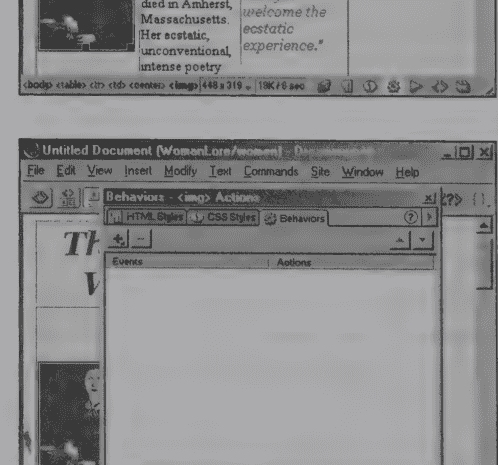 died in Amherst,
Massachusetts.
Her ecstatic,
unconventional,
intense poetry
welcome the
ecstatic
experience."
<body> <table> <tr> <td> <center> <img> 448 x 319 18K / 6 sec
Untitled Document (WomanLore/women) -
File Edit View Insert Modify Text Commands Site Window Help
Behaviors - <img> Actions
HTML Styles CSS Styles Behaviors
Events Actions